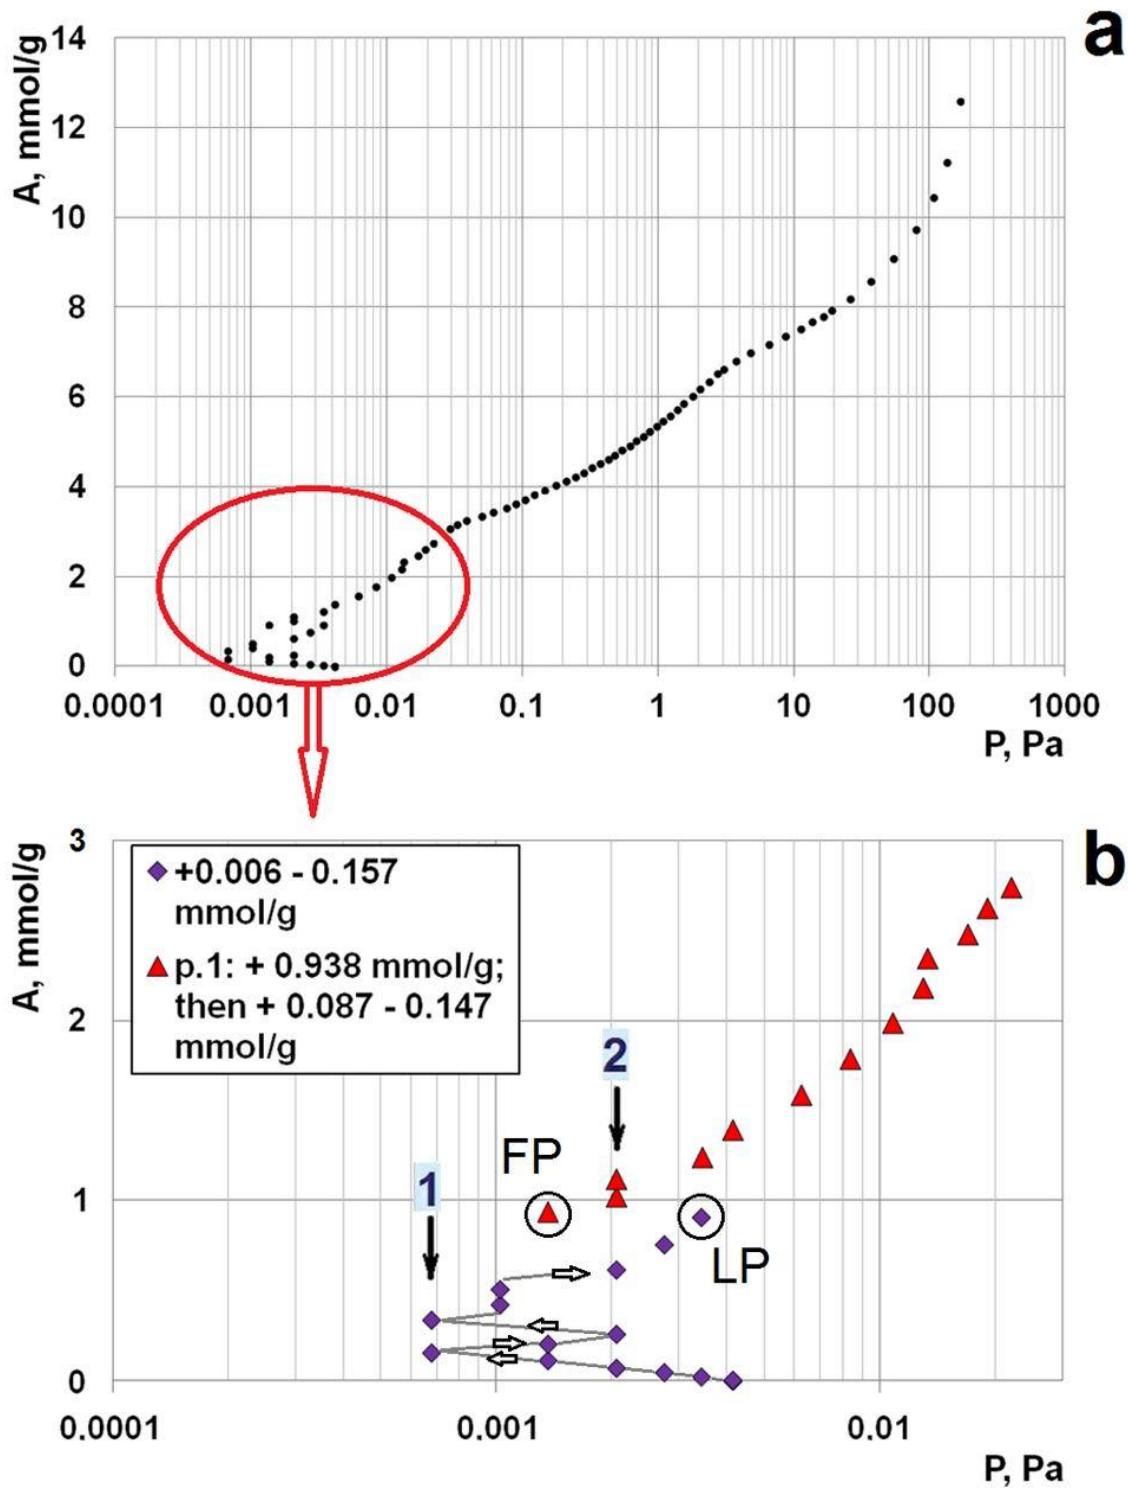 a
A, mmol/g
14
12
10
8
6
4
2
0
0.0001 0.001 0.01 0.1 1 10 100 1000
P, Pa
b
A, mmol/g
3
2
1
0
+0.006 - 0.157
mmol/g
p.1: + 0.938 mmol/g;
then + 0.087 - 0.147
mmol/g
2
FP
1
LP
0.0001 0.001 0.01
P, Pa